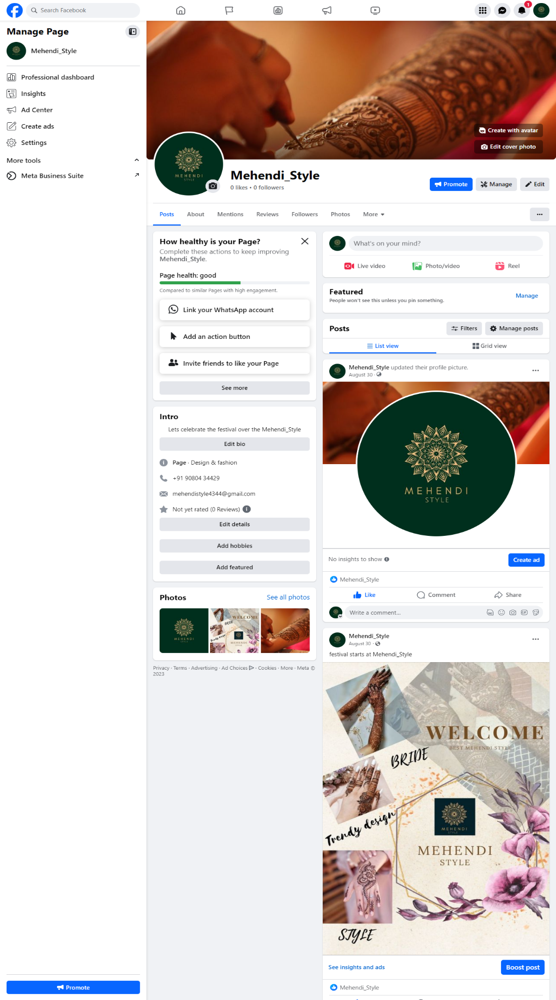 Search Facebook
1
Manage Page
Mehendi_Style
Professional dashboard
Insights
Ad Center
Create ads
Settings
More tools
Meta Business Suite
Promote
Create with avatar
Edit cover photo
MEHENDI
STYLE
Mehendi_Style
0 likes • 0 followers
Promote
Manage
Edit
Posts
About
Mentions
Reviews
Followers
Photos
More
How healthy is your Page?
Complete these actions to keep improving
Mehendi_Style.
Page health: good
Compared to similar Pages with high engagement.
Link your WhatsApp account
Add an action button
Invite friends to like your Page
See more
Intro
Lets celebrate the festival over the Mehendi_Style
Edit bio
Page · Design & fashion
+91 90804 34429
mehendistyle4344@gmail.com
Not yet rated (0 Reviews)
Edit details
Add hobbies
Add featured
Photos
See all photos
MEHENDI
STYLE
WELCOME
BRIDE
Trendy design
MEHENDI
STYLE
Privacy · Terms · Advertising · Ad Choices · Cookies · More · Meta ©
2023
What's on your mind?
Live video
Photo/video
Reel
Featured
People won't see this unless you pin something.
Manage
Posts
Filters
Manage posts
List view
Grid view
Mehendi_Style updated their profile picture.
August 30 ·
MEHENDI
STYLE
No insights to show
Create ad
Mehendi_Style
Like
Comment
Share
Write a comment...
GIF
Mehendi_Style
August 30 ·
festival starts at Mehendi_Style
WELCOME
BEST MEHENDI STYLE
BRIDE
Trendy design
MEHENDI
STYLE
MEHENDI
STYLE
STYLE
See insights and ads
Boost post
Mehendi_Style